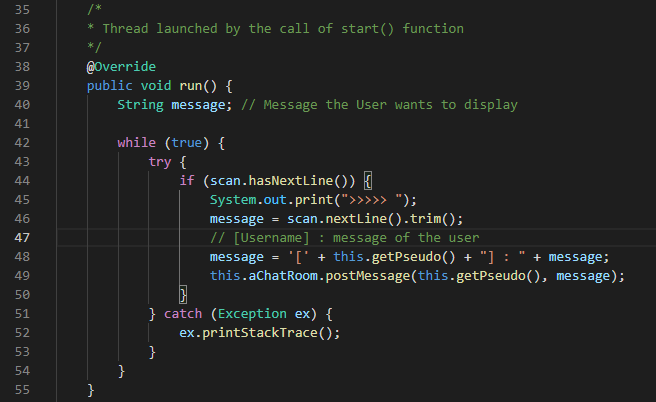 35 /*
36 * Thread launched by the call of start() function
37 */
38 @Override
39 public void run() {
40 String message; // Message the User wants to display
41
42 while (true) {
43 try {
44 if (scan.hasNextLine()) {
45 System.out.print(">>>>> ");
46 message = scan.nextLine().trim();
47 // [Username] : message of the user
48 message = '[' + this.getPseudo() + "] : " + message;
49 this.aChatRoom.postMessage(this.getPseudo(), message);
50 }
51 } catch (Exception ex) {
52 ex.printStackTrace();
53 }
54 }
55 }